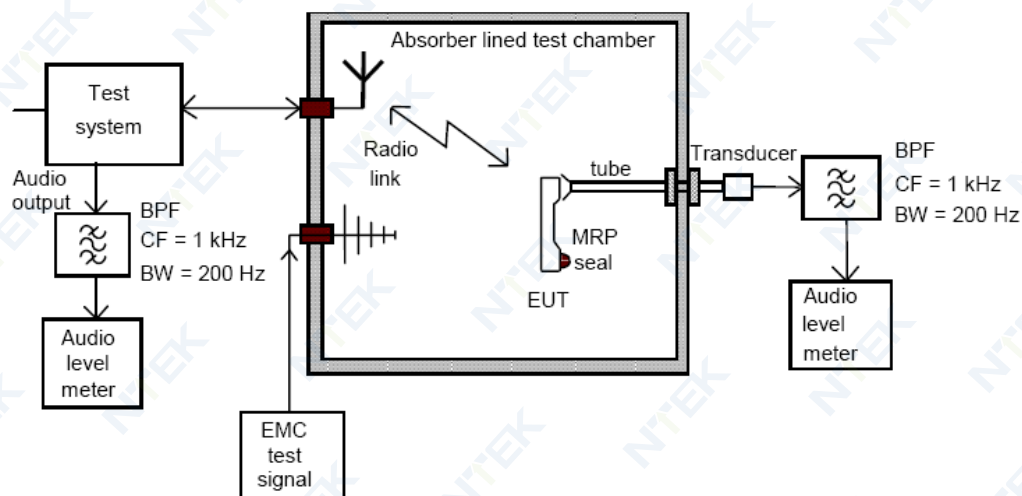 Absorber lined test chamber
Test
system
Audio
output
BPF
CF = 1 kHz
BW = 200 Hz
Audio
level
meter
EMC
test
signal
Radio
link
tube
MRP
seal
EUT
Transducer
BPF
CF = 1 kHz
BW = 200 Hz
Audio
level
meter
NTEK